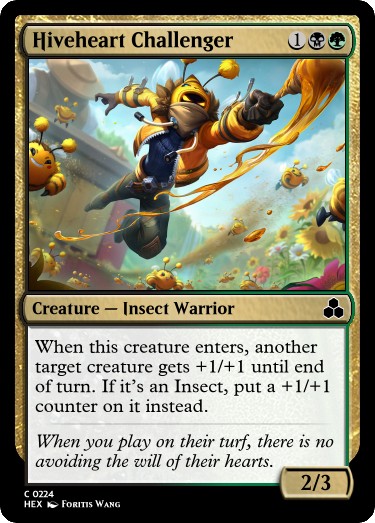 Hiveheart Challenger 1
Creature — Insect Warrior
When this creature enters, another
target creature gets +1/+1 until end
of turn. If it's an Insect, put a +1/+1
counter on it instead.
When you play on their turf, there is no
avoiding the will of their hearts.
2/3
C 0224
HEX Foritis Wang